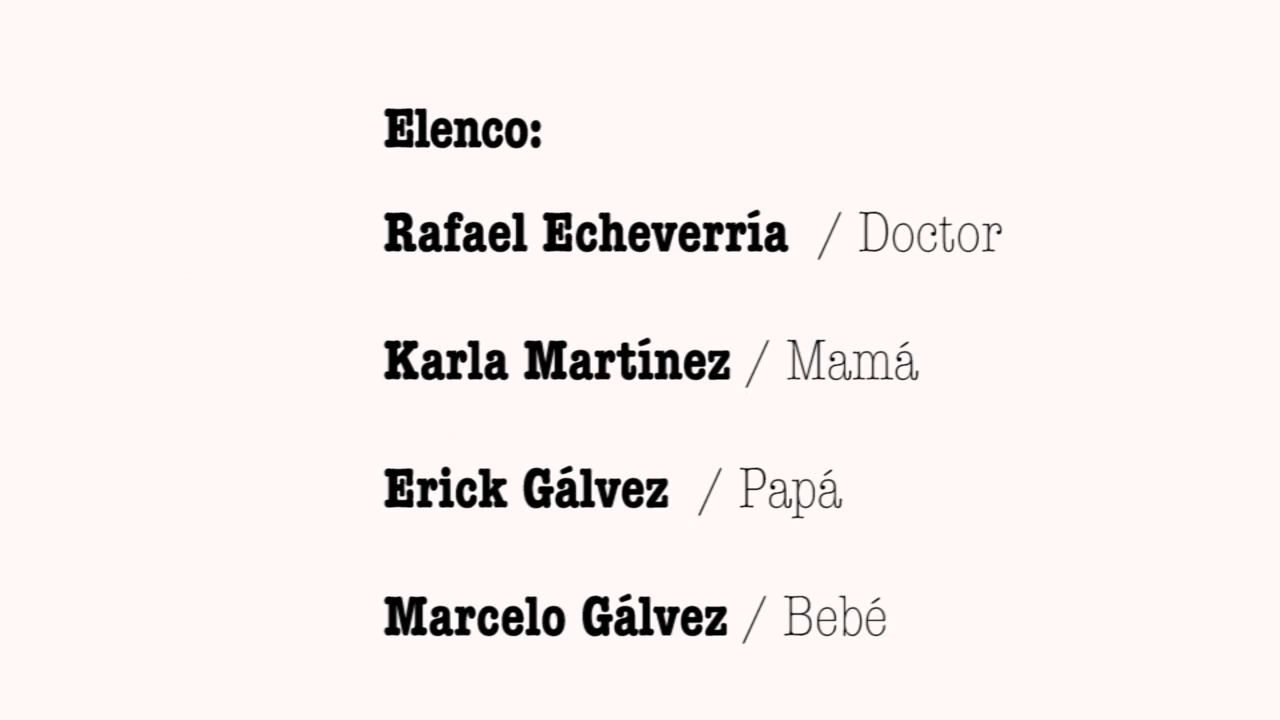 Elenco:
Rafael Echeverría / Doctor
Karla Martínez / Mamá
Erick Gálvez / Papá
Marcelo Gálvez / Bebé